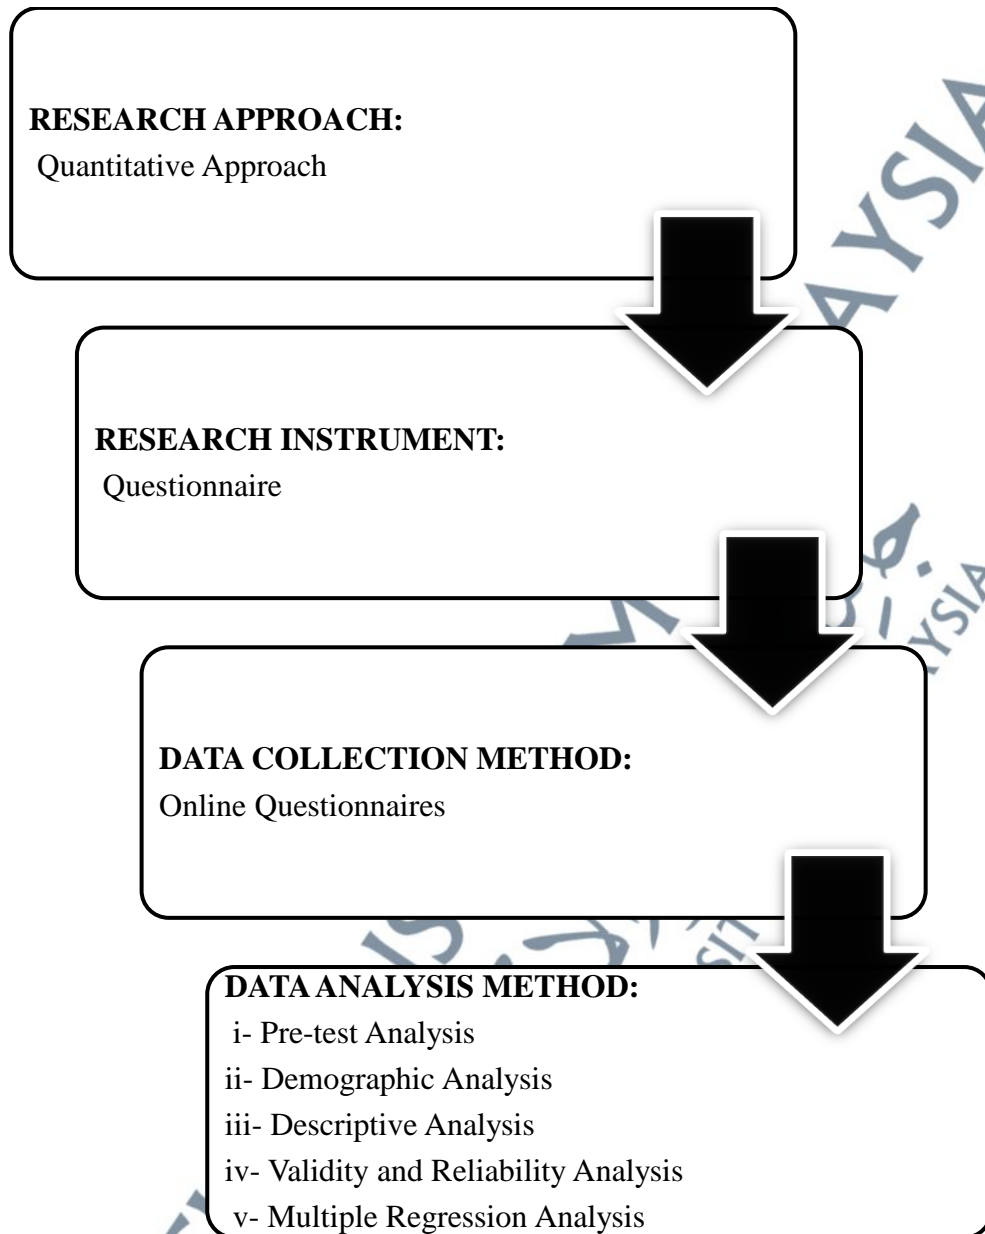 RESEARCH APPROACH:
Quantitative Approach
RESEARCH INSTRUMENT:
Questionnaire
DATA COLLECTION METHOD:
Online Questionnaires
DATA ANALYSIS METHOD:
i- Pre-test Analysis
ii- Demographic Analysis
iii- Descriptive Analysis
iv- Validity and Reliability Analysis
v- Multiple Regression Analysis